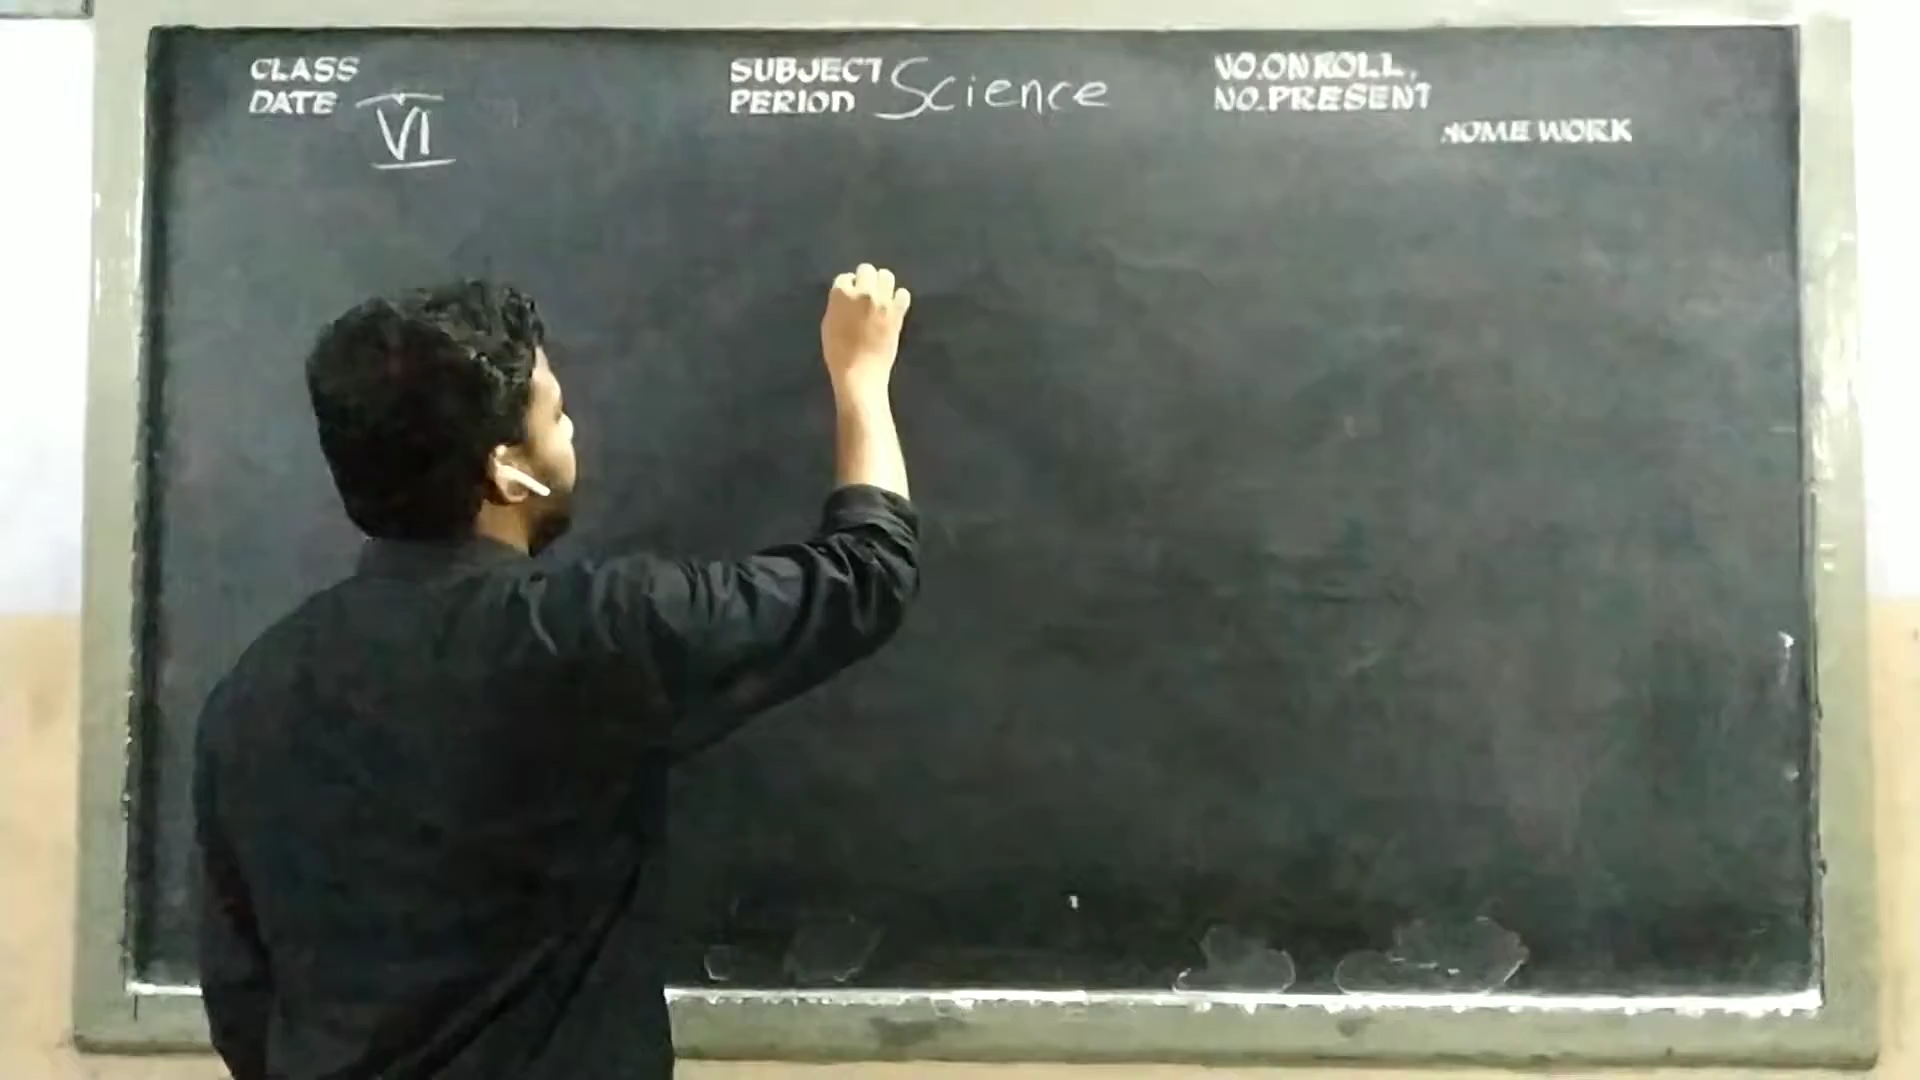 CLASS
DATE
VI
SUBJECT Science
PERIOD
NO.ON ROLL.
NO.PRESENT
HOME WORK